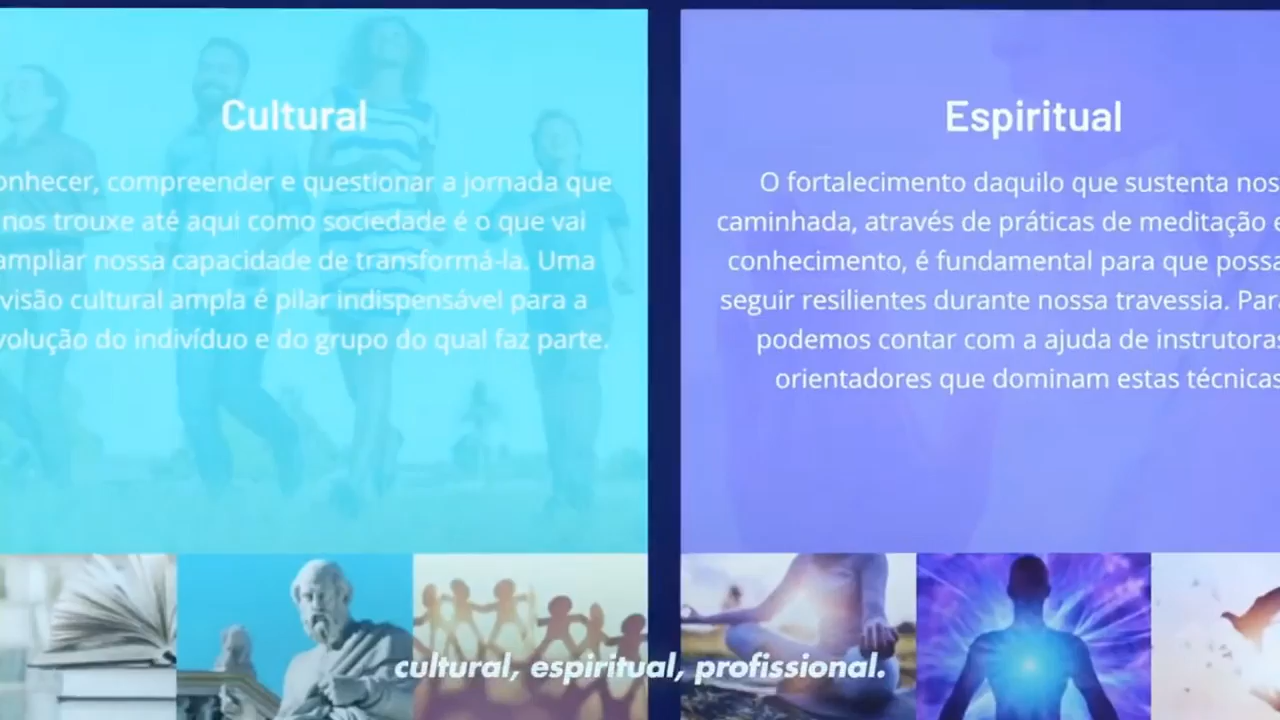 Cultural
onhecer, compreender e questionar a jornada que
nos trouxe até aqui como sociedade é o que vai
ampliar nossa capacidade de transformá-la. Uma
visão cultural ampla é pilar indispensável para a
volução do indivíduo e do grupo do qual faz parte.
Espiritual
O fortalecimento daquilo que sustenta nos
caminhada, através de práticas de meditação e
conhecimento, é fundamental para que possa
seguir resilientes durante nossa travessia. Par
podemos contar com a ajuda de instrutoras
orientadores que dominam estas técnicas
cultural, espiritual, profissional.